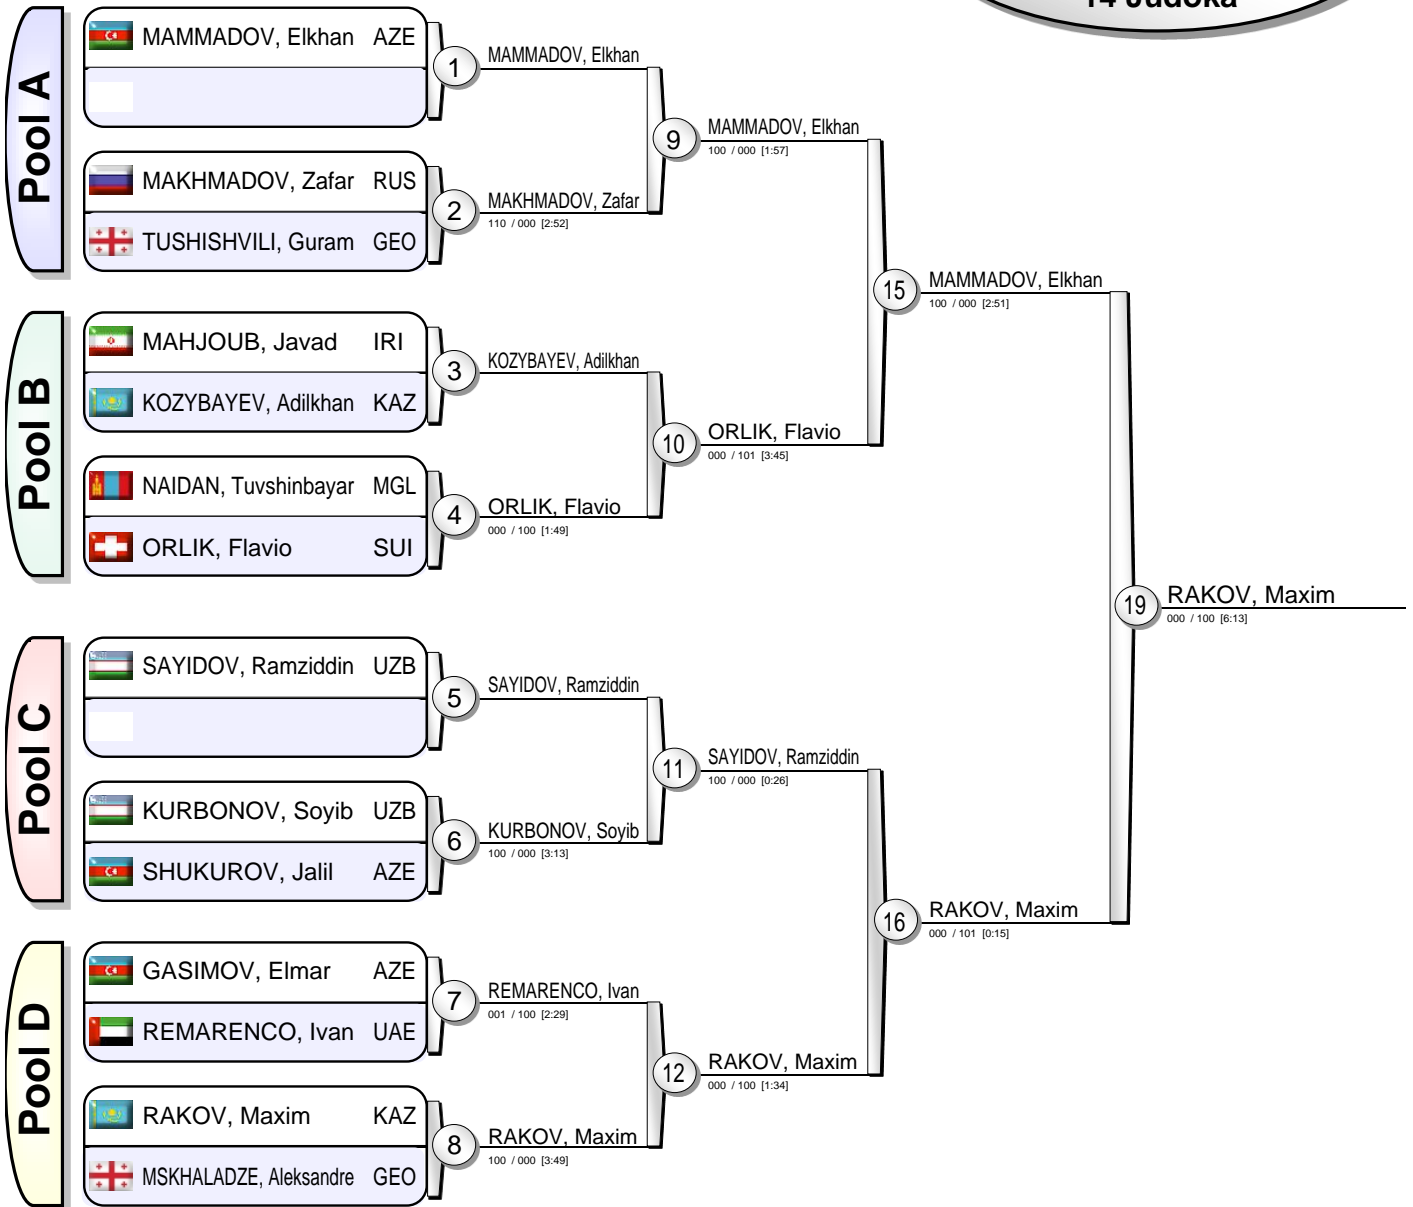 14 Judoka
Pool A
MAMMADOV, Elkhan AZE
1
MAMMADOV, Elkhan
MAKHMADOV, Zafar RUS
TUSHISHVILI, Guram GEO
2
MAKHMADOV, Zafar
110 / 000 [2:52]
9
MAMMADOV, Elkhan
100 / 000 [1:57]
Pool B
MAHJOUB, Javad IRI
KOZYBAYEV, Adilkhan KAZ
3
KOZYBAYEV, Adilkhan
NAIDAN, Tuvshinbayar MGL
ORLIK, Flavio SUI
4
ORLIK, Flavio
000 / 100 [1:49]
10
ORLIK, Flavio
000 / 101 [3:45]
15
MAMMADOV, Elkhan
100 / 000 [2:51]
Pool C
SAYIDOV, Ramziddin UZB
5
SAYIDOV, Ramziddin
KURBONOV, Soyib UZB
SHUKUROV, Jalil AZE
6
KURBONOV, Soyib
100 / 000 [3:13]
11
SAYIDOV, Ramziddin
100 / 000 [0:26]
Pool D
GASIMOV, Elmar AZE
REMARENCO, Ivan UAE
7
REMARENCO, Ivan
001 / 100 [2:29]
RAKOV, Maxim KAZ
MSKHALADZE, Aleksandre GEO
8
RAKOV, Maxim
100 / 000 [3:49]
12
RAKOV, Maxim
000 / 100 [1:34]
16
RAKOV, Maxim
000 / 101 [0:15]
19
RAKOV, Maxim
000 / 100 [6:13]